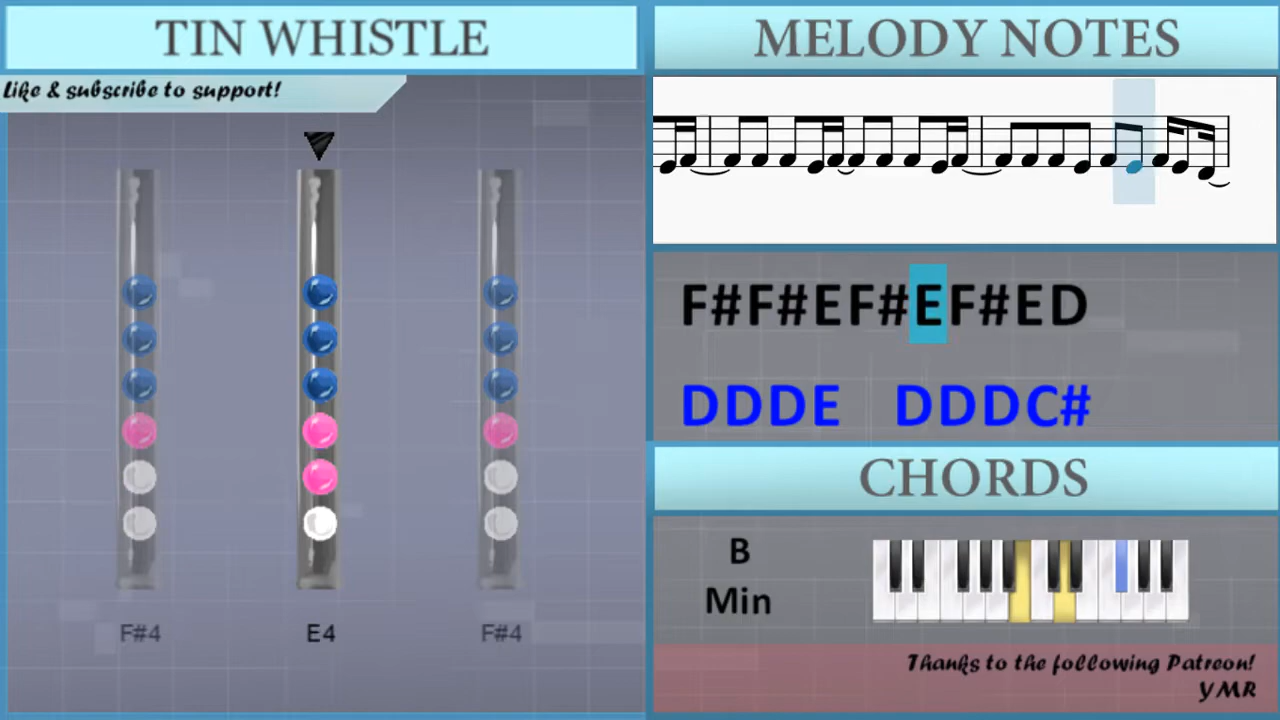 TIN WHISTLE
Like & subscribe to support!
F#4
E4
F#4
MELODY NOTES
F#F#EF#EF#ED
DDDE DDDC#
CHORDS
B
Min
Thanks to the following Patreon!
YMR